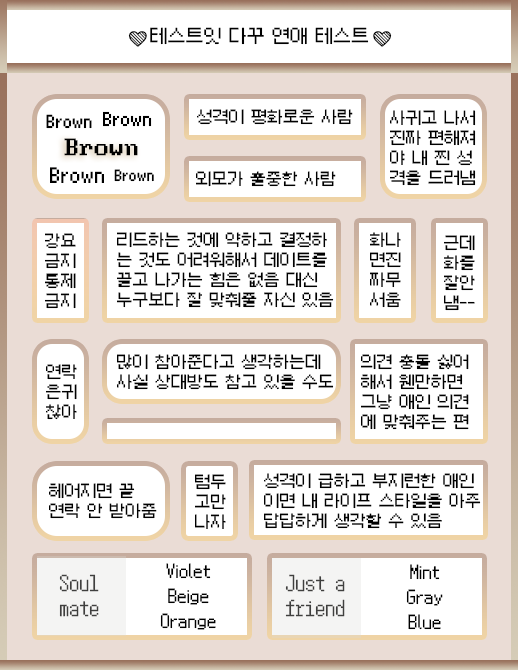 테스트잇 다꾸 연애 테스트
Brown Brown
Brown
Brown Brown
성격이 평화로운 사람
외모가 출중한 사람
사귀고 나서
진짜 편해져
야 내 찐 성
격을 드러냄
강요
금지
통제
금지
리드하는 것에 약하고 결정하
는 것도 어려워해서 데이트를
끌고 나가는 힘은 없음 대신
누구보다 잘 맞춰줄 자신 있음
화나
면진
짜무
서움
근데
화를
잘안
냄--
연락
은귀
찮아
많이 참아준다고 생각하는데
사실 상대방도 참고 있을 수도
의견 충돌 싫어
해서 웬만하면
그냥 애인 의견
에 맞춰주는 편
헤어지면 끝
연락 안 받아줌
텀두
고만
나자
성격이 급하고 부지런한 애인
이면 내 라이프 스타일을 아주
답답하게 생각할 수 있음
Soul
mate
Violet
Beige
Orange
Just a
friend
Mint
Gray
Blue